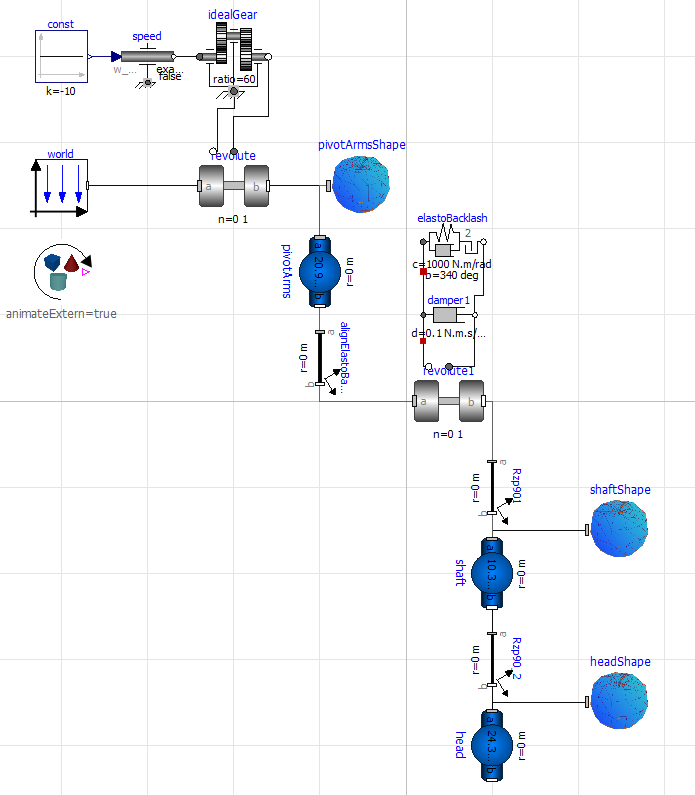 idealGear
const
speed
w_...
exa...
false
ratio=60
k=-10
world
revolute
pivotArmsShape
a
b
n=0 1
elastoBacklash
2
c=1000 N.m/rad
b=340 deg
pivotArms
a
20.9...
b
r=0 m
animateExtern=true
damper1
d=0.1 N.m.s/...
alignElastoBa...
a
r=0 m
b
revolute1
a
b
n=0 1
Rzp901
a
r=0 m
b
shaftShape
shaft
a
10.3...
b
r=0 m
Rzp90_2
a
r=0 m
b
headShape
head
a
24.3...
b
r=0 m